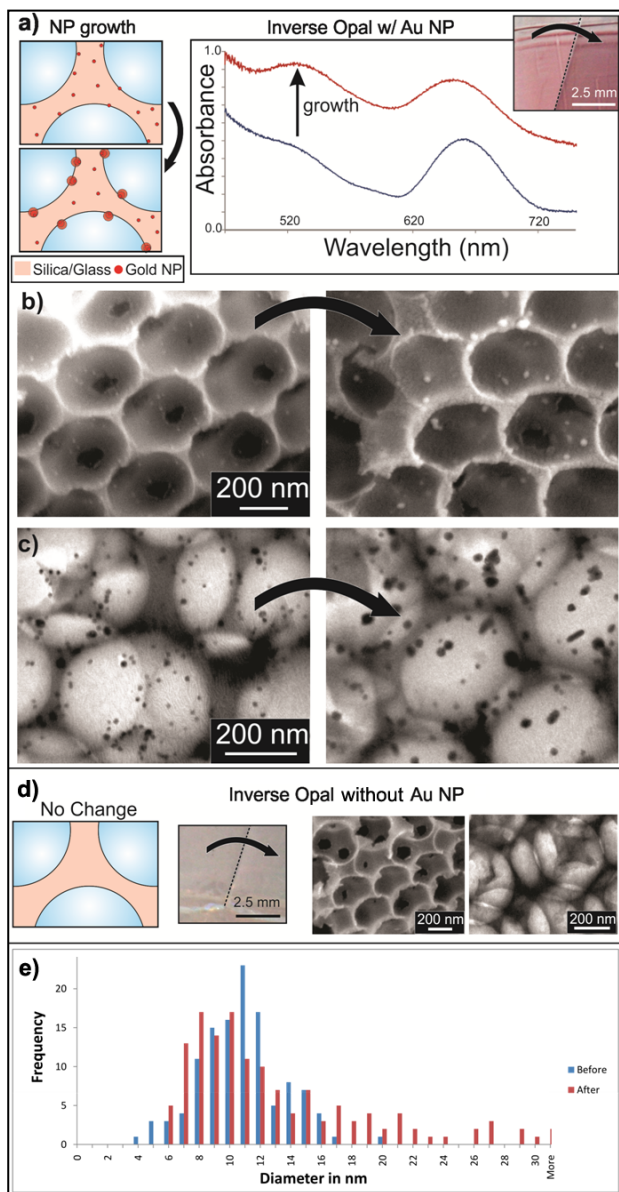 a)
NP growth
Inverse Opal w/ Au NP
1.0
Absorbance
growth
0.0
520
620
720
Wavelength (nm)
2.5 mm
Silica/Glass
Gold NP
b)
200 nm
c)
200 nm
d)
No Change
Inverse Opal without Au NP
2.5 mm
200 nm
200 nm
e)
Frequency
20
15
10
5
0
0 2 4 6 8 10 12 14 16 18 20 22 24 26 28 30 More
Diameter in nm
Before
After